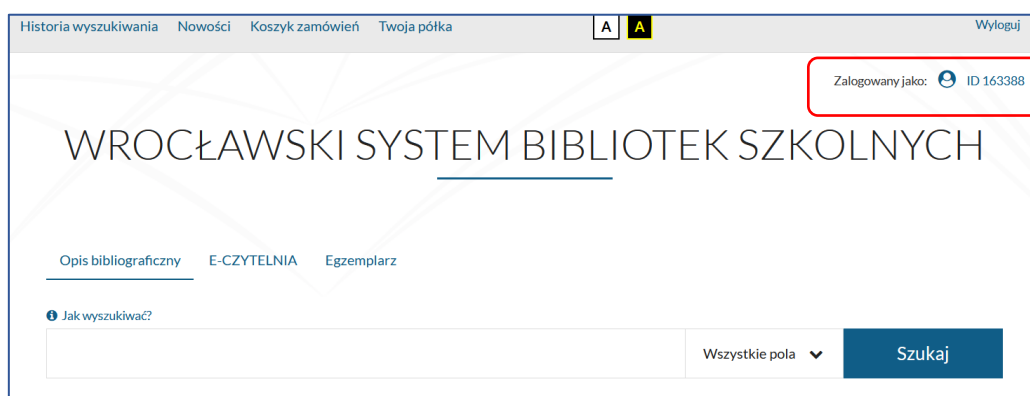 Historia wyszukiwania Nowości Koszyk zamówień Twoja półka A A Wyloguj
Zalogowany jako: ID 163388
WROCŁAWSKI SYSTEM BIBLIOTEK SZKOLNYCH
Opis bibliograficzny E-CZYTELNIA Egzemplarz
Jak wyszukiwać?
Wszystkie pola Szukaj